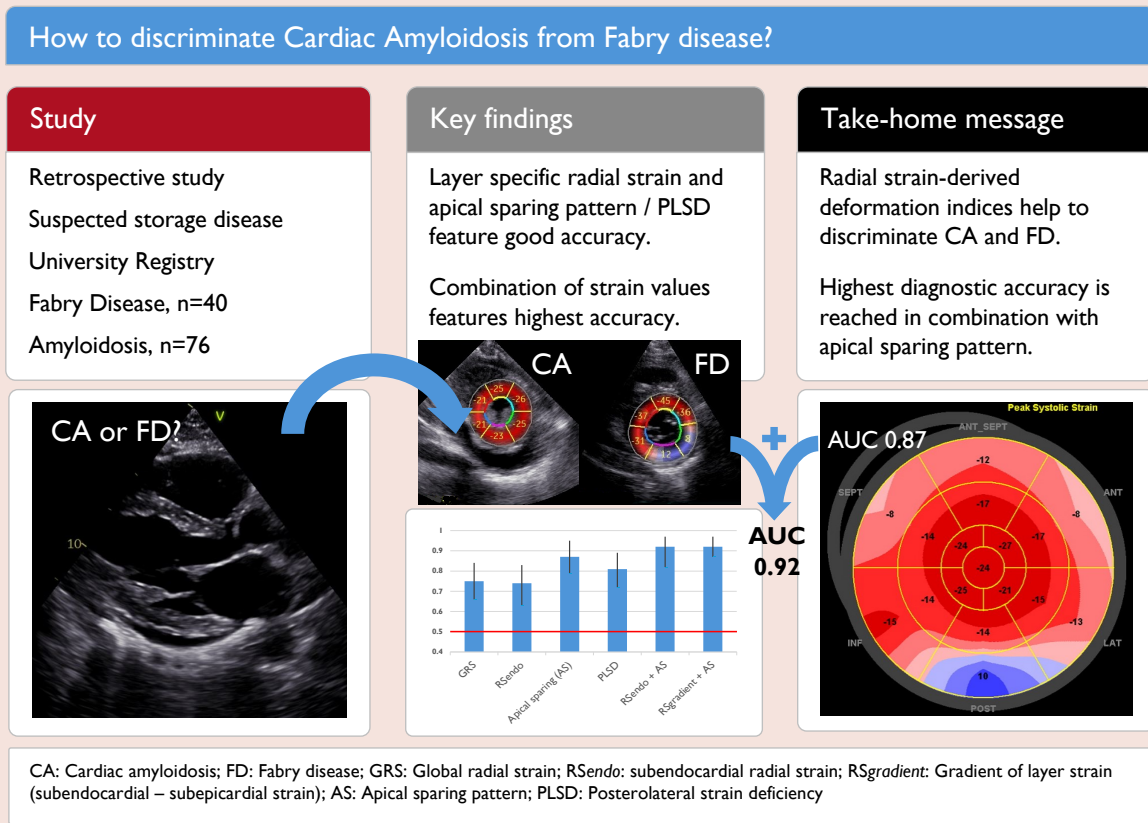 How to discriminate Cardiac Amyloidosis from Fabry disease?
Study
Retrospective study
Suspected storage disease
University Registry
Fabry Disease, n=40
Amyloidosis, n=76
CA or FD?
V
10
Key findings
Layer specific radial strain and
apical sparing pattern / PLSD
feature good accuracy.
Combination of strain values
features highest accuracy.
CA
-25
-21
-26
-21
-25
-23
FD
-45
-37
-36
-31
8
12
1
0.9
0.8
0.7
0.6
0.5
0.4
GRS
RSendo
Apical sparing (AS)
PLSD
RSendo + AS
RSgradient + AS
+
AUC
0.92
Take-home message
Radial strain-derived
deformation indices help to
discriminate CA and FD.
Highest diagnostic accuracy is
reached in combination with
apical sparing pattern.
Peak Systolic Strain
AUC 0.87
ANT_SEPT
SEPT
ANT
INF
LAT
POST
-12
-8
-8
-17
-14
-17
-24
-27
-24
-25
-21
-14
-15
-15
-13
-14
10
CA: Cardiac amyloidosis; FD: Fabry disease; GRS: Global radial strain; RSendo: subendocardial radial strain; RSgradient: Gradient of layer strain
(subendocardial – subepicardial strain); AS: Apical sparing pattern; PLSD: Posterolateral strain deficiency